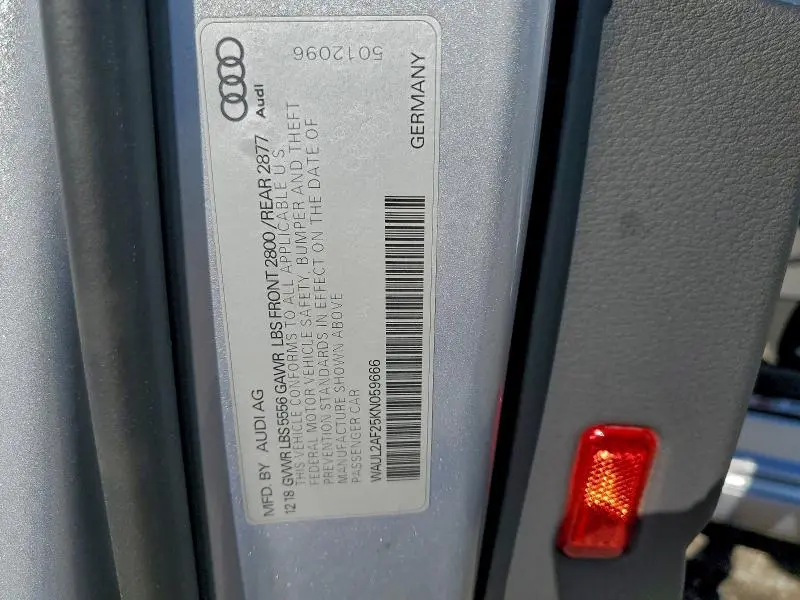 MFD. BY AUDI AG
12 18 GVWR LBS 5556 GAWR LBS FRONT 2800 / REAR 2877
THIS VEHICLE CONFORMS TO ALL APPLICABLE U.S.
FEDERAL MOTOR VEHICLE SAFETY, BUMPER AND THEFT
PREVENTION STANDARDS IN EFFECT ON THE DATE OF
MANUFACTURE SHOWN ABOVE
PASSENGER CAR
WAUL2AF25KN059666
GERMANY
Audi
5012096